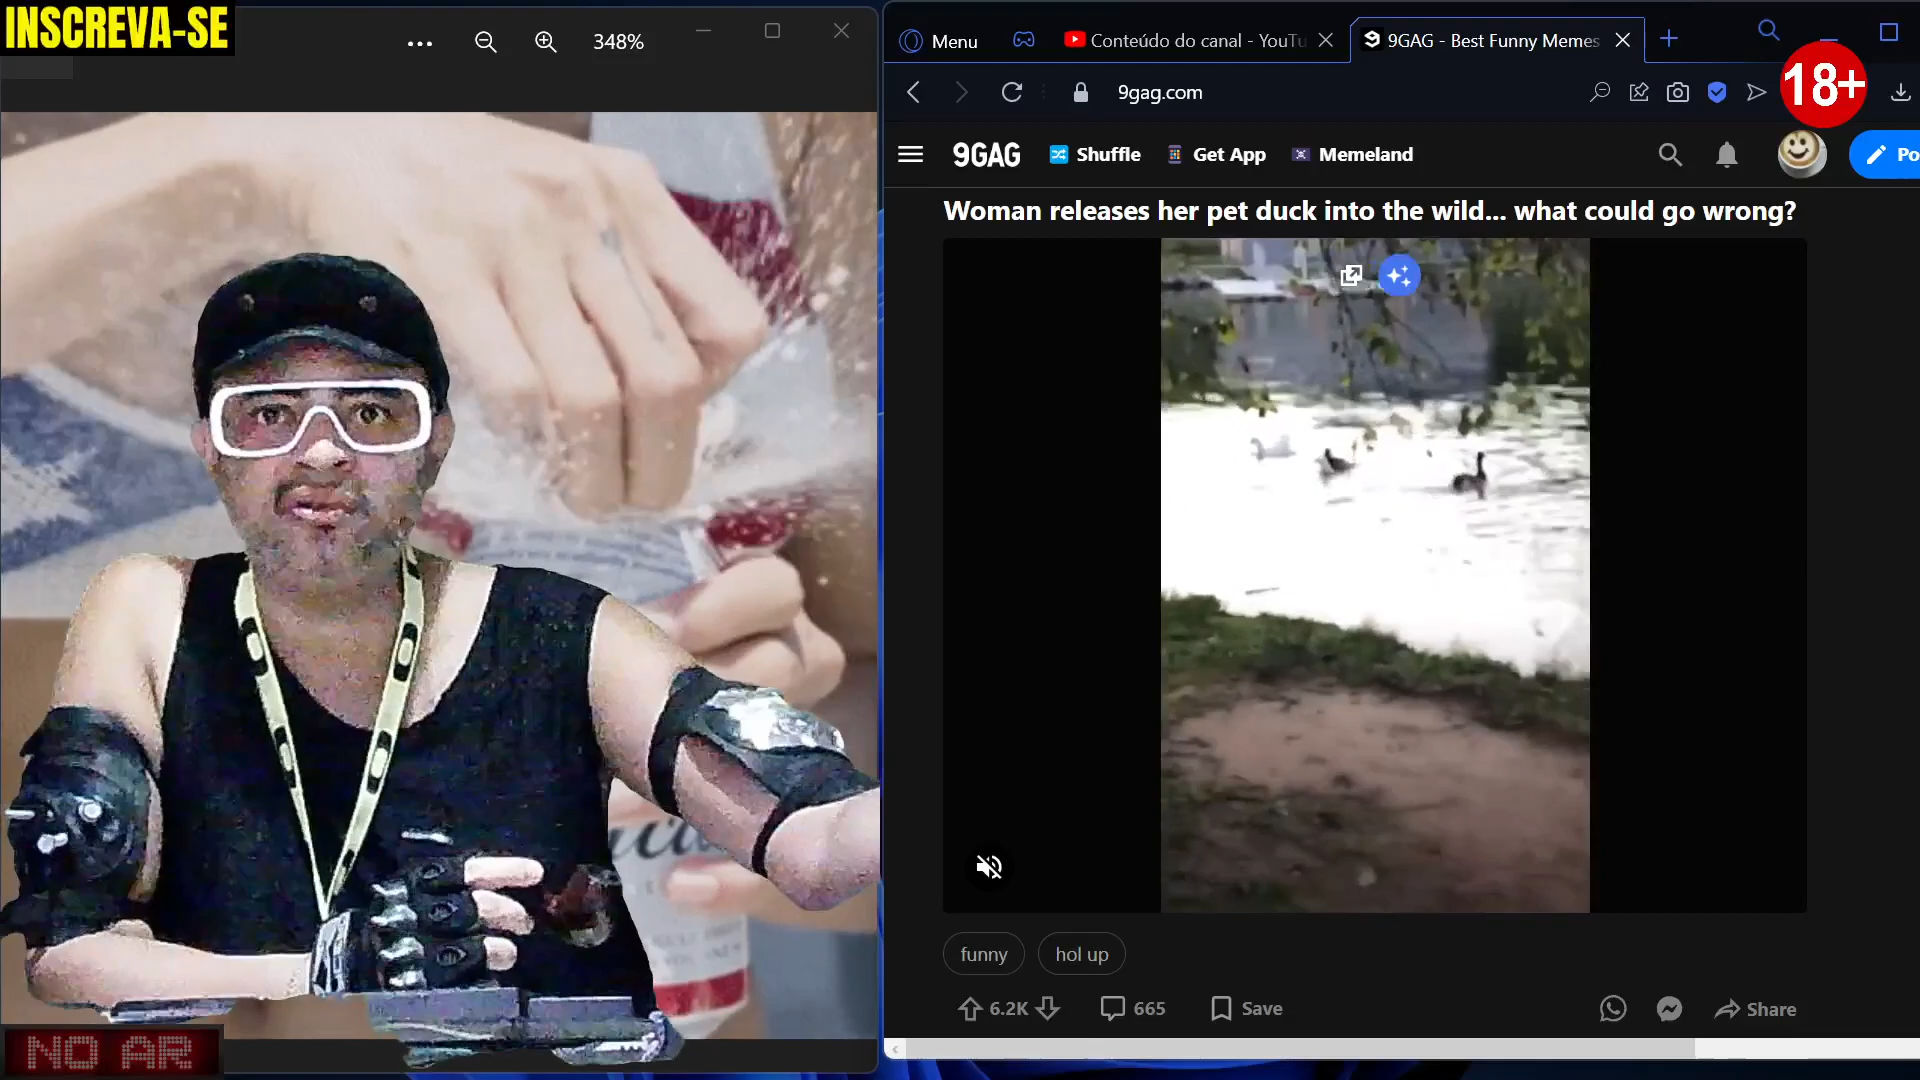 INSCREVA-SE
348%
Menu
Conteúdo do canal - YouTu
9GAG - Best Funny Memes
9gag.com
18+
9GAG
Shuffle
Get App
Memeland
Po
Woman releases her pet duck into the wild... what could go wrong?
funny
hol up
6.2K
665
Save
Share
NO AR